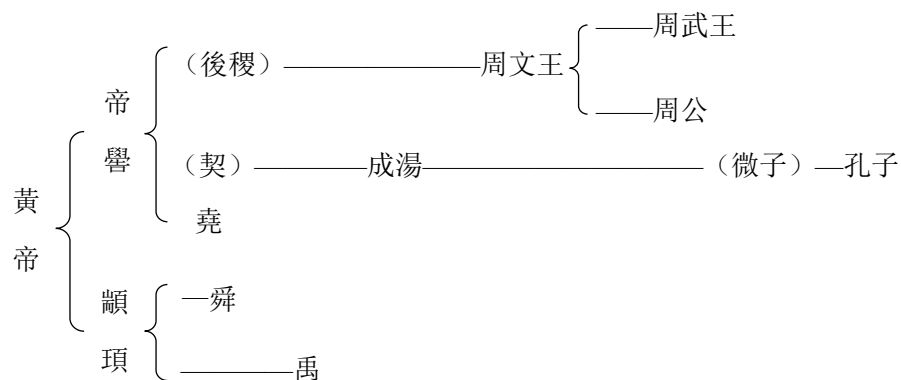 黃帝
帝嚳
(後稷)
周文王
周武王
周公
(契)
成湯
(微子)
孔子
堯
顓頊
舜
禹